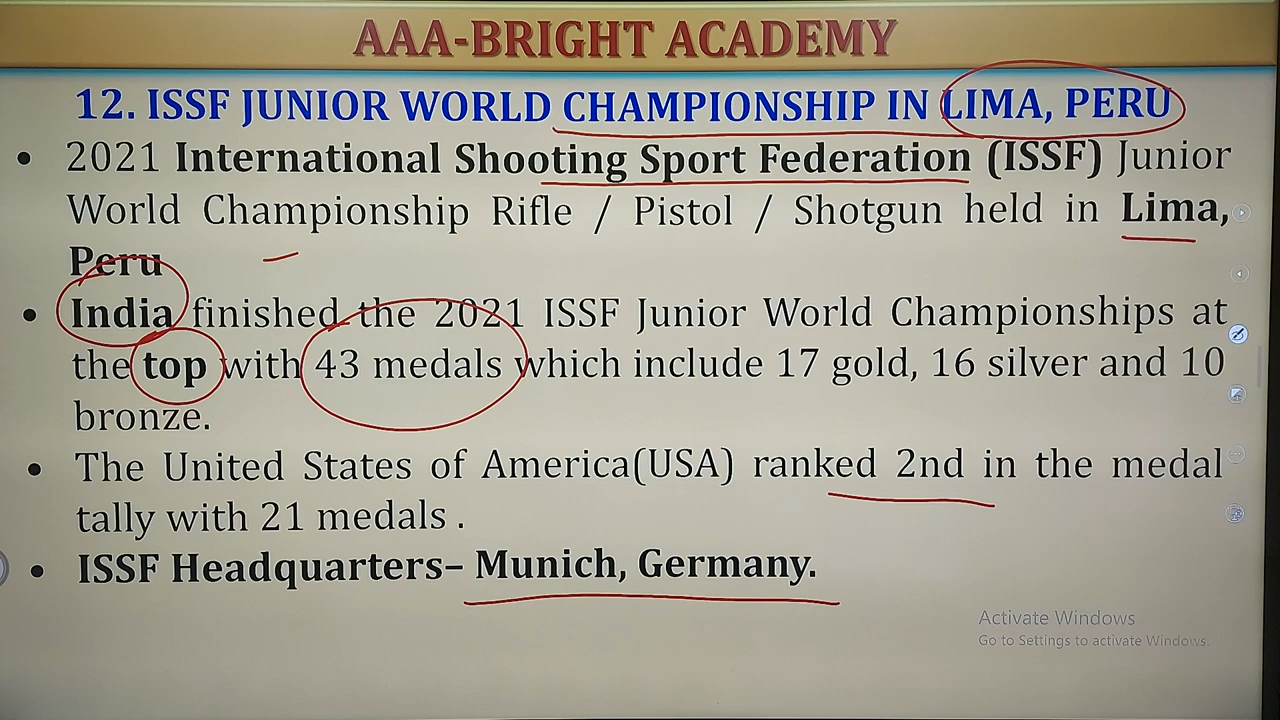 AAA-BRIGHT ACADEMY
12. ISSF JUNIOR WORLD CHAMPIONSHIP IN LIMA, PERU
• 2021 International Shooting Sport Federation (ISSF) Junior
World Championship Rifle / Pistol / Shotgun held in Lima,
Peru
• India finished the 2021 ISSF Junior World Championships at
the top with 43 medals which include 17 gold, 16 silver and 10
bronze.
• The United States of America(USA) ranked 2nd in the medal
tally with 21 medals .
• ISSF Headquarters– Munich, Germany.
Activate Windows
Go to Settings to activate Windows.